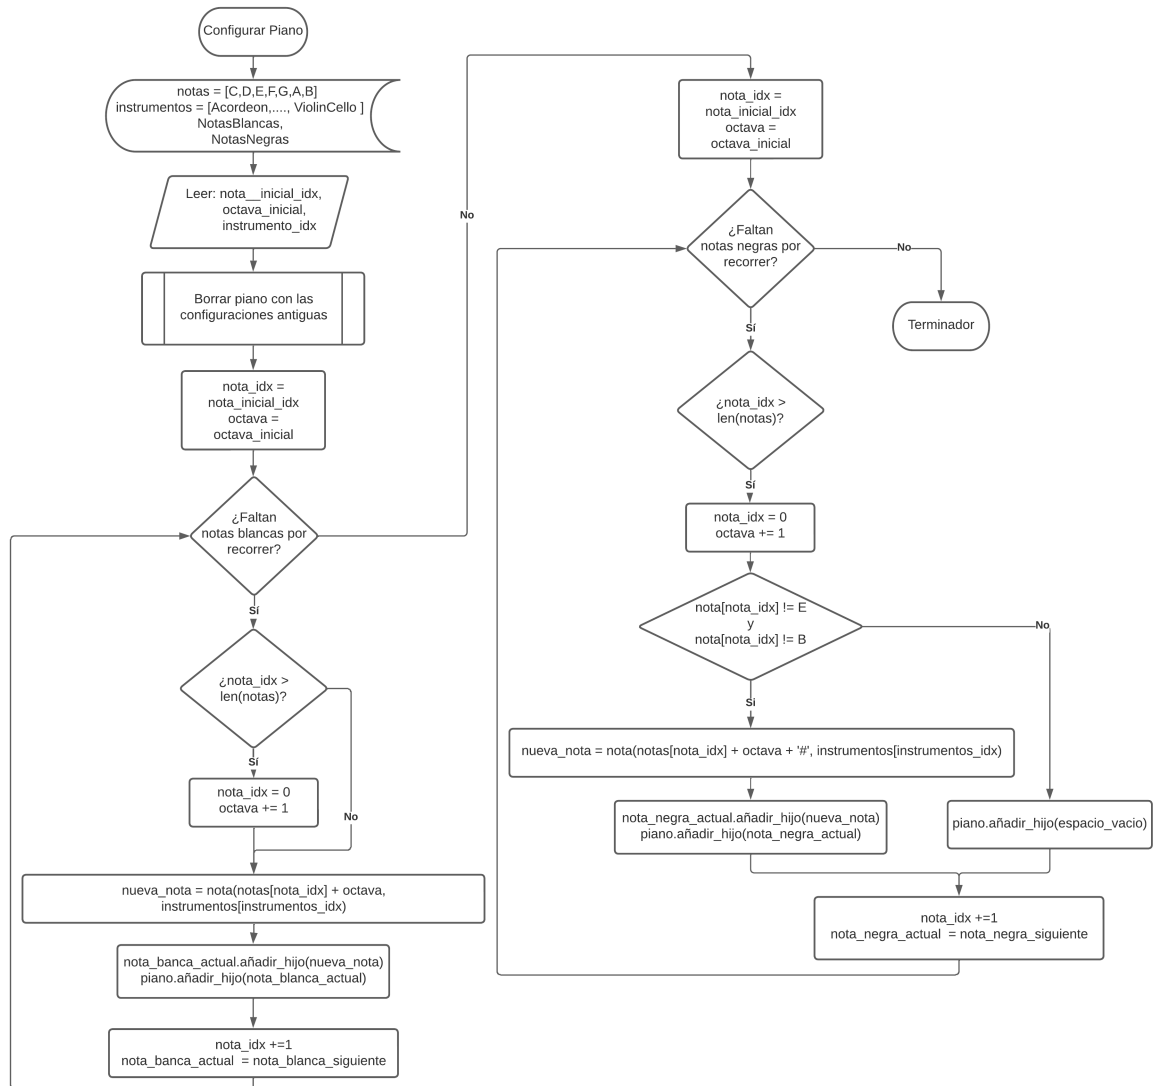 Configurar Piano
notas = [C,D,E,F,G,A,B]
instrumentos = [Acordeon,...., ViolinCello ]
NotasBlancas,
NotasNegras
Leer: nota__inicial_idx,
octava_inicial,
instrumento_idx
Borrar piano con las
configuraciones antiguas
nota_idx =
nota_inicial_idx
octava =
octava_inicial
¿Faltan
notas blancas por
recorrer?
Sí
¿nota_idx >
len(notas)?
Sí
nota_idx = 0
octava += 1
No
nueva_nota = nota(notas[nota_idx] + octava,
instrumentos[instrumentos_idx)
nota_banca_actual.añadir_hijo(nueva_nota)
piano.añadir_hijo(nota_blanca_actual)
nota_idx +=1
nota_banca_actual = nota_blanca_siguiente
No
nota_idx =
nota_inicial_idx
octava =
octava_inicial
¿Faltan
notas negras por
recorrer?
No
Terminador
Sí
¿nota_idx >
len(notas)?
Sí
nota_idx = 0
octava += 1
nota[nota_idx] != E
y
nota[nota_idx] != B
No
Si
nueva_nota = nota(notas[nota_idx] + octava + '#', instrumentos[instrumentos_idx)
nota_negra_actual.añadir_hijo(nueva_nota)
piano.añadir_hijo(nota_negra_actual)
piano.añadir_hijo(espacio_vacio)
nota_idx +=1
nota_negra_actual = nota_negra_siguiente